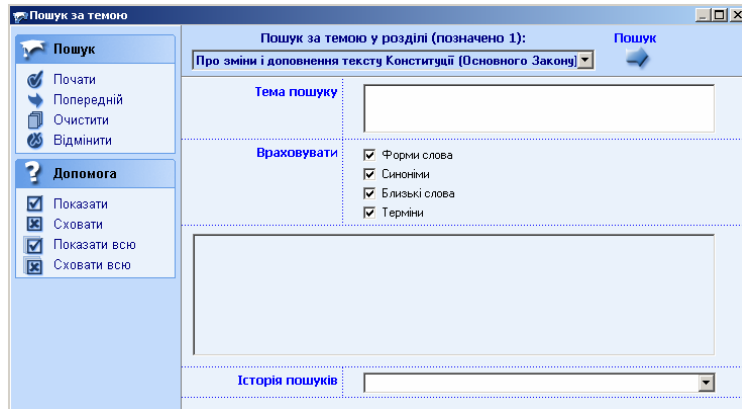 Пошук за темою
Пошук
Почати
Попередній
Очистити
Відмінити
Допомога
Показати
Сховати
Показати всю
Сховати всю
Пошук за темою у розділі (позначено 1):
Про зміни і доповнення тексту Конституції (Основного Закону)
Пошук
Тема пошуку
Враховувати
Форми слова
Синоніми
Близькі слова
Терміни
Історія пошуків